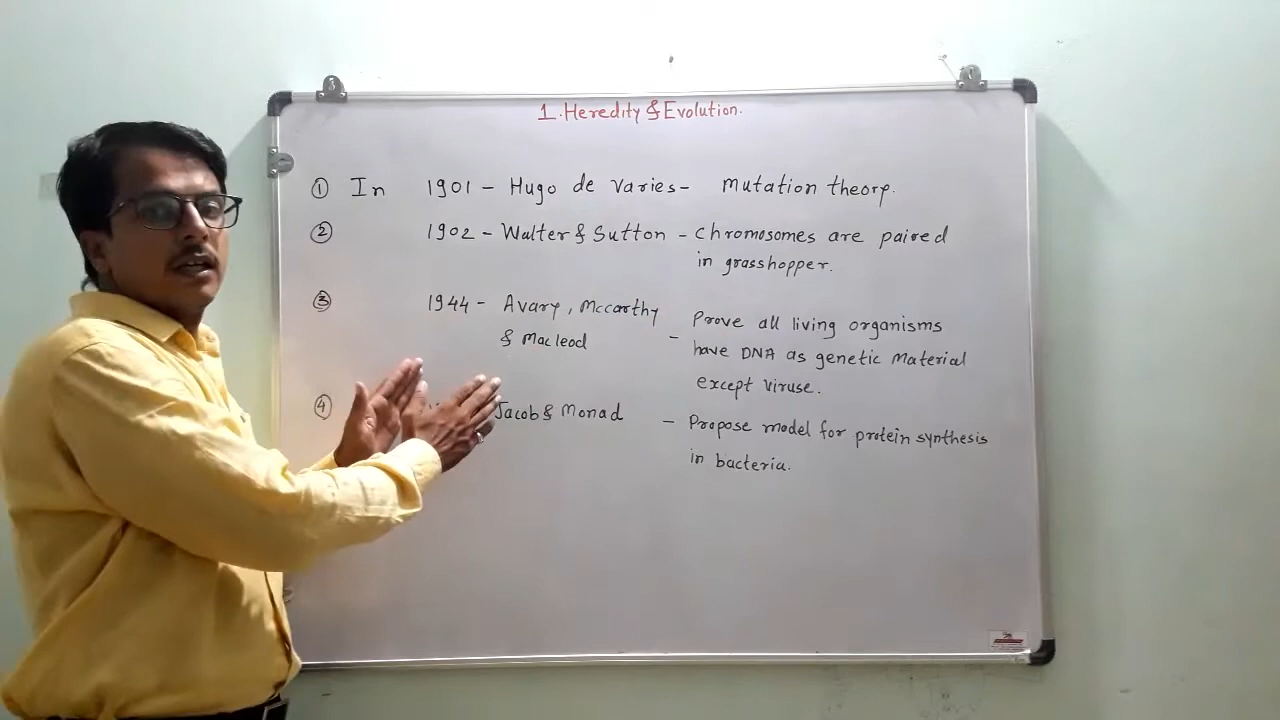 1. Heredity & Evolution.
① In 1901 - Hugo de varies - Mutation theory.
② 1902 - Walter & Sutton - Chromosomes are paired
in grasshopper.
③ 1944 - Avary, Mccarthy
& Macleod
- Prove all living organisms
have DNA as genetic Material
except viruse.
④ Jacob & Monad
- Propose model for protein synthesis
in bacteria.